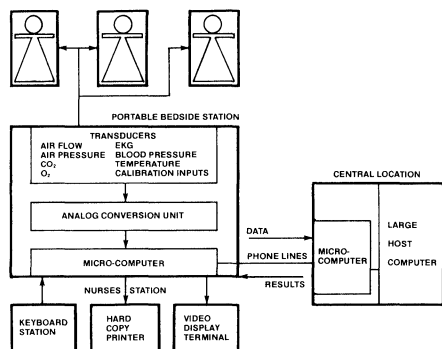 PORTABLE BEDSIDE STATION
TRANSDUCERS
AIR FLOW EKG
AIR PRESSURE BLOOD PRESSURE
CO₂ TEMPERATURE
O₂ CALIBRATION INPUTS
ANALOG CONVERSION UNIT
MICRO-COMPUTER
CENTRAL LOCATION
DATA
PHONE LINES
RESULTS
MICRO-
COMPUTER
LARGE
HOST
COMPUTER
NURSES STATION
KEYBOARD
STATION
HARD
COPY
PRINTER
VIDEO
DISPLAY
TERMINAL